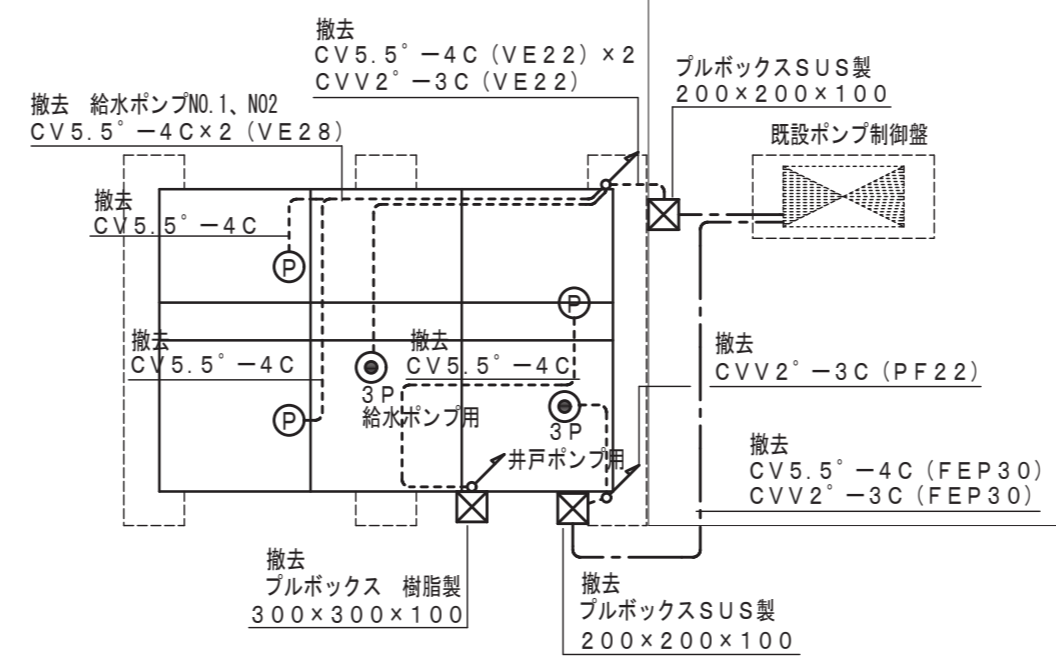 撤去
CV5.5゜-4C(VE22)×2
CVV2゜-3C(VE22)
プルボックスSUS製
200×200×100
撤去 給水ポンプNO.1、NO2
CV5.5゜-4C×2(VE28)
既設ポンプ制御盤
撤去
CV5.5゜-4C
P
P
撤去
CV5.5゜-4C
撤去
CV5.5゜-4C
撤去
CVV2゜-3C(PF22)
3P
給水ポンプ用
P
3P
井戸ポンプ用
撤去
CV5.5゜-4C(FEP30)
CVV2゜-3C(FEP30)
撤去
プルボックス 樹脂製
300×300×100
撤去
プルボックスSUS製
200×200×100